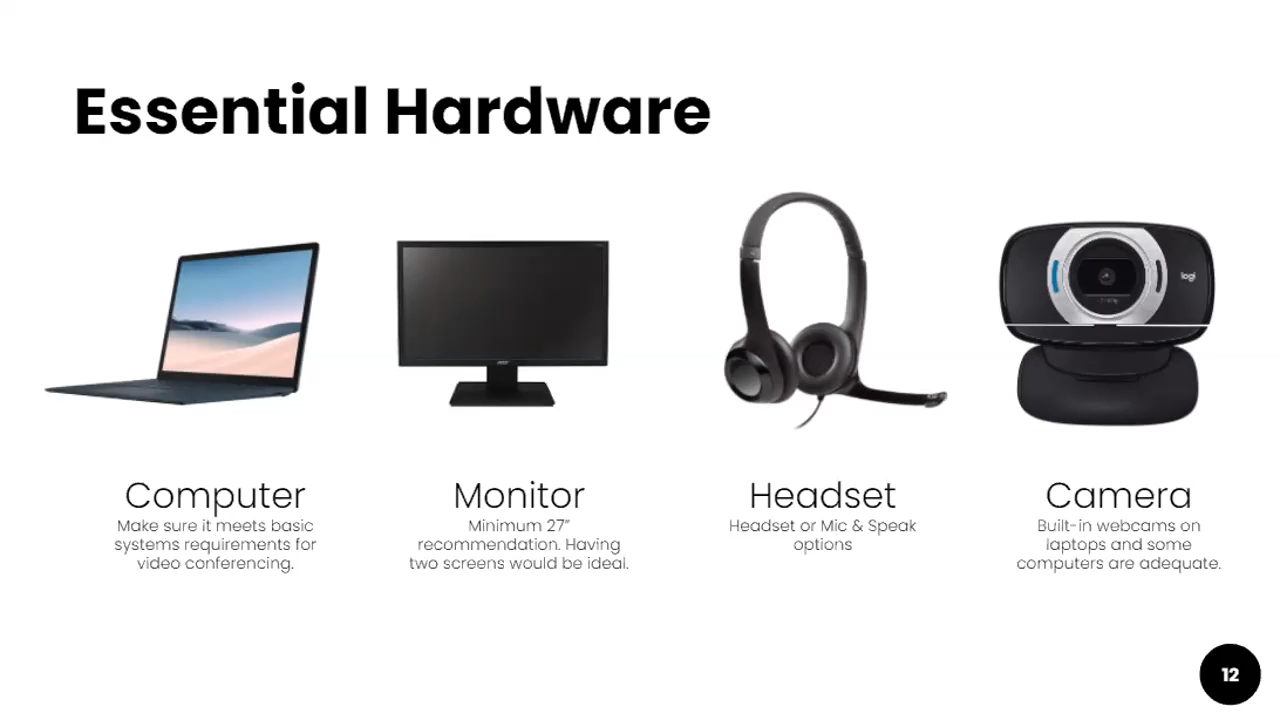 Essential Hardware
logi
Computer
Make sure it meets basic
systems requirements for
video conferencing.
Monitor
Minimum 27"
recommendation. Having
two screens would be ideal.
Headset
Headset or Mic & Speak
options
Camera
Built-in webcams on
laptops and some
computers are adequate.
12